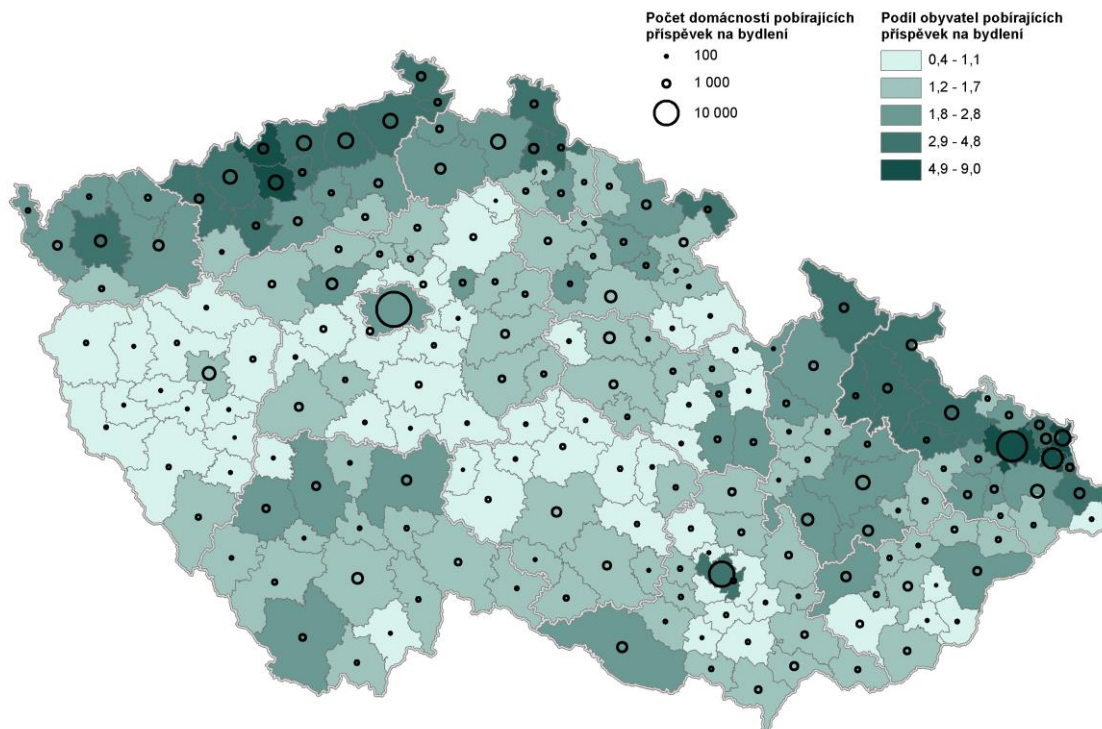 Počet domácností pobírajících
příspěvek na bydlení
100
1 000
10 000
Podíl obyvatel pobírajících
příspěvek na bydlení
0,4 - 1,1
1,2 - 1,7
1,8 - 2,8
2,9 - 4,8
4,9 - 9,0